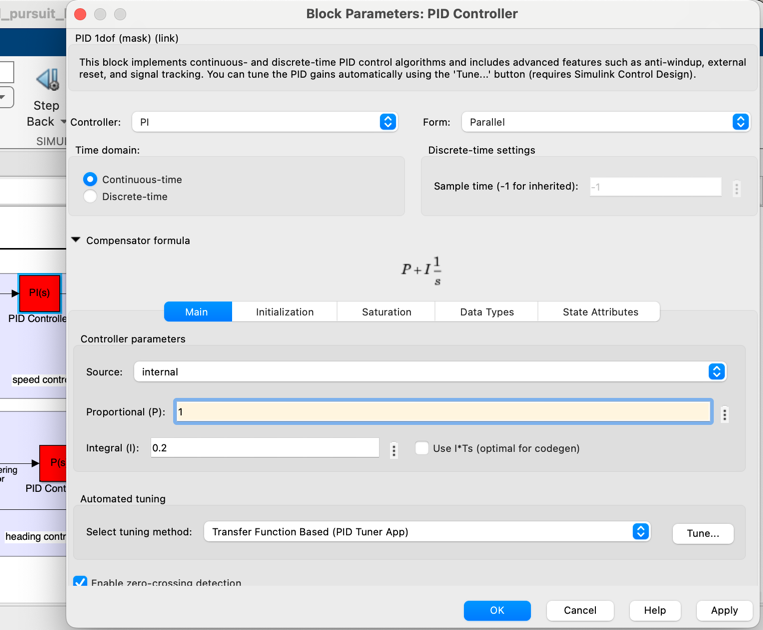 _pursuit_
Block Parameters: PID Controller
PID 1dof (mask) (link)
This block implements continuous- and discrete-time PID control algorithms and includes advanced features such as anti-windup, external
reset, and signal tracking. You can tune the PID gains automatically using the 'Tune...' button (requires Simulink Control Design).
Step
Back
SIMU
Controller: PI
Form: Parallel
Time domain:
Discrete-time settings
Continuous-time
Discrete-time
Sample time (-1 for inherited): -1
Compensator formula
P + I 1/s
PI(s)
PID Controlle
Main Initialization Saturation Data Types State Attributes
Controller parameters
Source: internal
speed contr
Proportional (P): 1
Integral (I): 0.2
Use I*Ts (optimal for codegen)
P(s
ering
or
PID Cont
Automated tuning
Select tuning method: Transfer Function Based (PID Tuner App) Tune...
heading contr
Enable zero-crossing detection
OK Cancel Help Apply